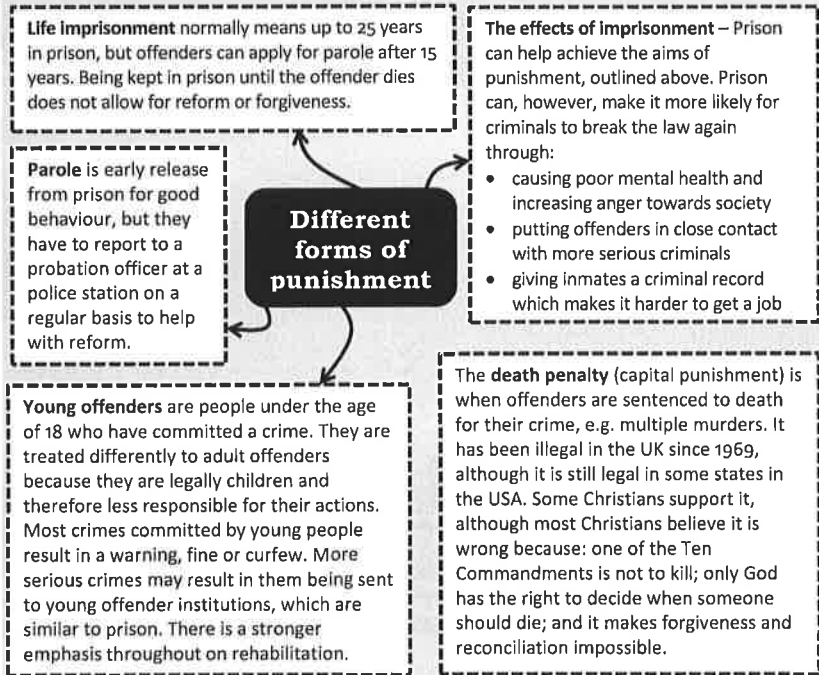 Life imprisonment normally means up to 25 years
in prison, but offenders can apply for parole after 15
years. Being kept in prison until the offender dies
does not allow for reform or forgiveness.
The effects of imprisonment – Prison
can help achieve the aims of
punishment, outlined above. Prison
can, however, make it more likely for
criminals to break the law again
through:
• causing poor mental health and
increasing anger towards society
• putting offenders in close contact
with more serious criminals
• giving inmates a criminal record
which makes it harder to get a job
Parole is early release
from prison for good
behaviour, but they
have to report to a
probation officer at a
police station on a
regular basis to help
with reform.
Different
forms of
punishment
Young offenders are people under the age
of 18 who have committed a crime. They are
treated differently to adult offenders
because they are legally children and
therefore less responsible for their actions.
Most crimes committed by young people
result in a warning, fine or curfew. More
serious crimes may result in them being sent
to young offender institutions, which are
similar to prison. There is a stronger
emphasis throughout on rehabilitation.
The death penalty (capital punishment) is
when offenders are sentenced to death
for their crime, e.g. multiple murders. It
has been illegal in the UK since 1969,
although it is still legal in some states in
the USA. Some Christians support it,
although most Christians believe it is
wrong because: one of the Ten
Commandments is not to kill; only God
has the right to decide when someone
should die; and it makes forgiveness and
reconciliation impossible.